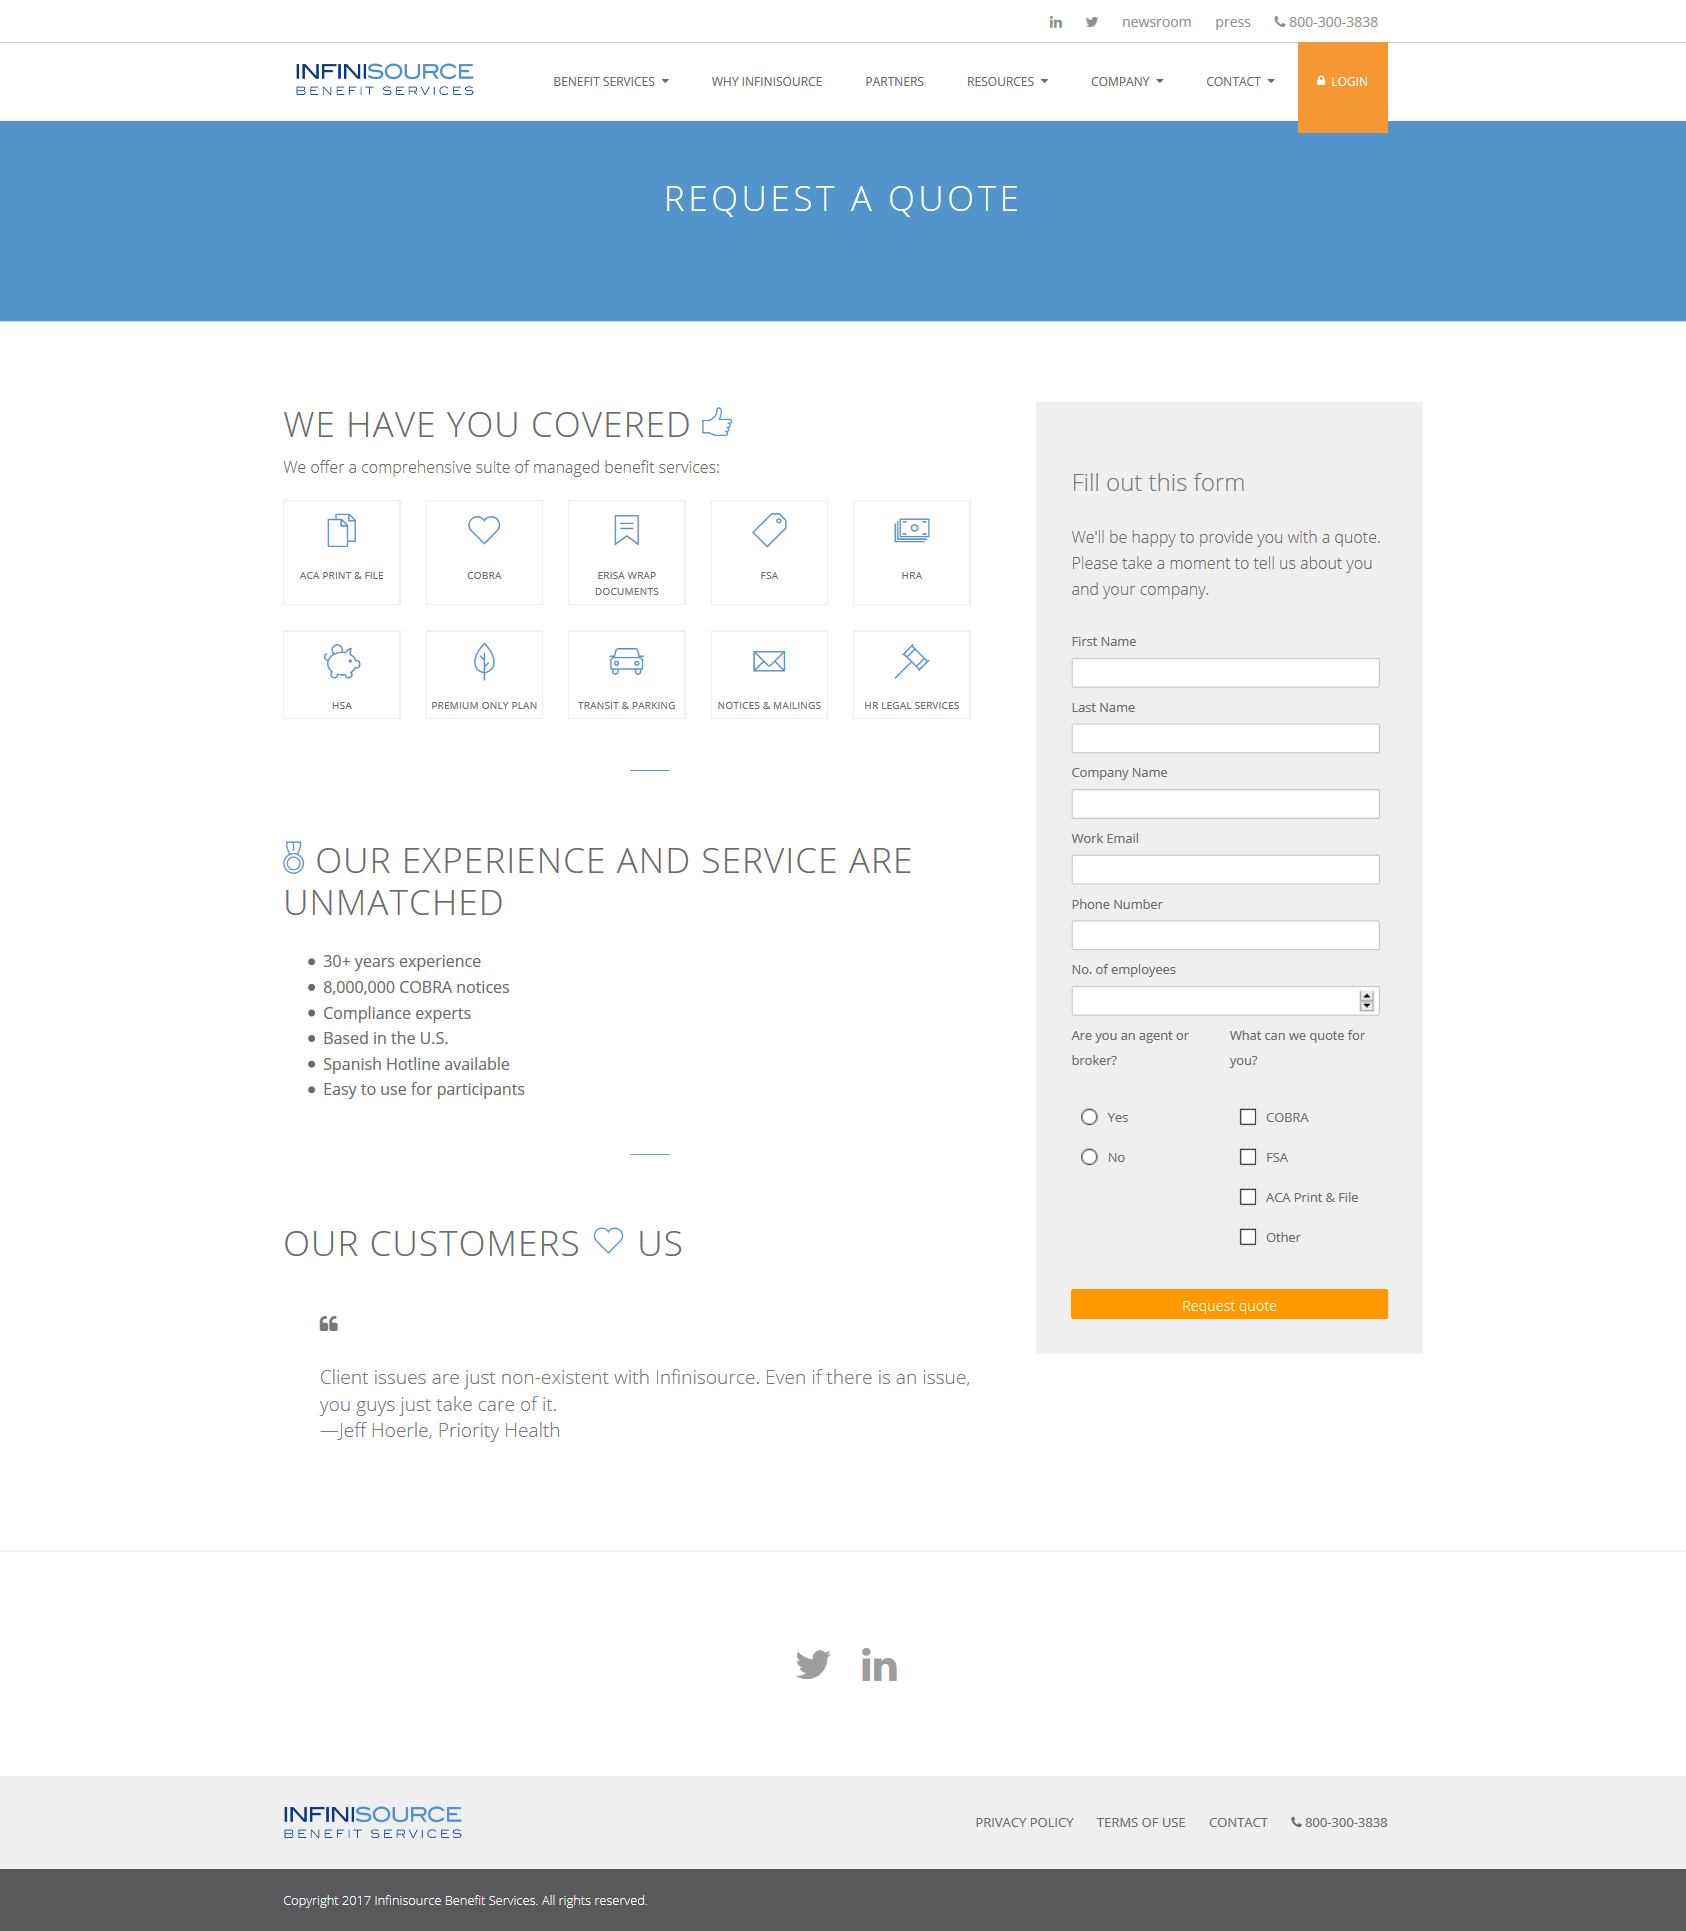 newsroom press 800-300-3838
INFINISOURCE
BENEFIT SERVICES
BENEFIT SERVICES WHY INFINISOURCE PARTNERS RESOURCES COMPANY CONTACT LOGIN
REQUEST A QUOTE
WE HAVE YOU COVERED
We offer a comprehensive suite of managed benefit services:
ACA PRINT & FILE
COBRA
ERISA WRAP
DOCUMENTS
FSA
HRA
HSA
PREMIUM ONLY PLAN
TRANSIT & PARKING
NOTICES & MAILINGS
HR LEGAL SERVICES
OUR EXPERIENCE AND SERVICE ARE
UNMATCHED
30+ years experience
8,000,000 COBRA notices
Compliance experts
Based in the U.S.
Spanish Hotline available
Easy to use for participants
OUR CUSTOMERS US
Client issues are just non-existent with Infinisource. Even if there is an issue,
you guys just take care of it.
—Jeff Hoerle, Priority Health
Fill out this form
We'll be happy to provide you with a quote.
Please take a moment to tell us about you
and your company.
First Name
Last Name
Company Name
Work Email
Phone Number
No. of employees
Are you an agent or
broker?
Yes
No
What can we quote for
you?
COBRA
FSA
ACA Print & File
Other
Request quote
INFINISOURCE
BENEFIT SERVICES
PRIVACY POLICY TERMS OF USE CONTACT 800-300-3838
Copyright 2017 Infinisource Benefit Services. All rights reserved.